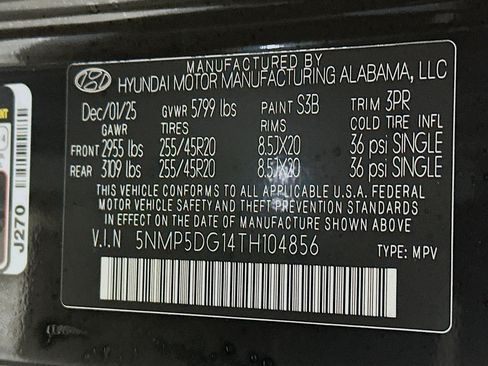 MANUFACTURED BY
HYUNDAI MOTOR MANUFACTURING ALABAMA, LLC
Dec/01/25 GVWR 5799 lbs PAINT S3B TRIM 3PR
GAWR TIRES RIMS COLD TIRE INFL
FRONT 2955 lbs 255/45R20 8.5JX20 36 psi SINGLE
REAR 3109 lbs 255/45R20 8.5JX20 36 psi SINGLE
THIS VEHICLE CONFORMS TO ALL APPLICABLE U.S.A. FEDERAL
MOTOR VEHICLE SAFETY AND THEFT PREVENTION STANDARDS
IN EFFECT ON THE DATE OF MANUFACTURE SHOWN ABOVE.
V.I.N 5NMP5DG14TH104856 TYPE: MPV
J270